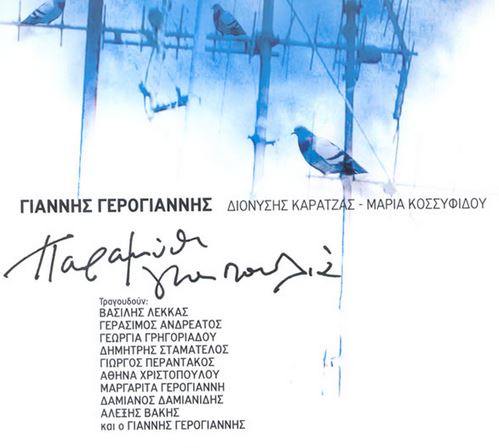 ΓΙΑΝΝΗΣ ΓΕΡΟΓΙΑΝΝΗΣ ΔΙΟΝΥΣΗΣ ΚΑΡΑΤΖΑΣ - ΜΑΡΙΑ ΚΟΣΣΥΦΙΔΟΥ
Παραμύθι
για πουλιά
Τραγουδούν:
ΒΑΣΙΛΗΣ ΛΕΚΚΑΣ
ΓΕΡΑΣΙΜΟΣ ΑΝΔΡΕΑΤΟΣ
ΓΕΩΡΓΙΑ ΓΡΗΓΟΡΙΑΔΟΥ
ΔΗΜΗΤΡΗΣ ΣΤΑΜΑΤΕΛΟΣ
ΓΙΩΡΓΟΣ ΠΕΡΑΝΤΑΚΟΣ
ΑΘΗΝΑ ΧΡΙΣΤΟΠΟΥΛΟΥ
ΜΑΡΓΑΡΙΤΑ ΓΕΡΟΓΙΑΝΝΗ
ΔΑΜΙΑΝΟΣ ΔΑΜΙΑΝΙΔΗΣ
ΑΛΕΞΗΣ ΒΑΚΗΣ
και ο ΓΙΑΝΝΗΣ ΓΕΡΟΓΙΑΝΝΗΣ